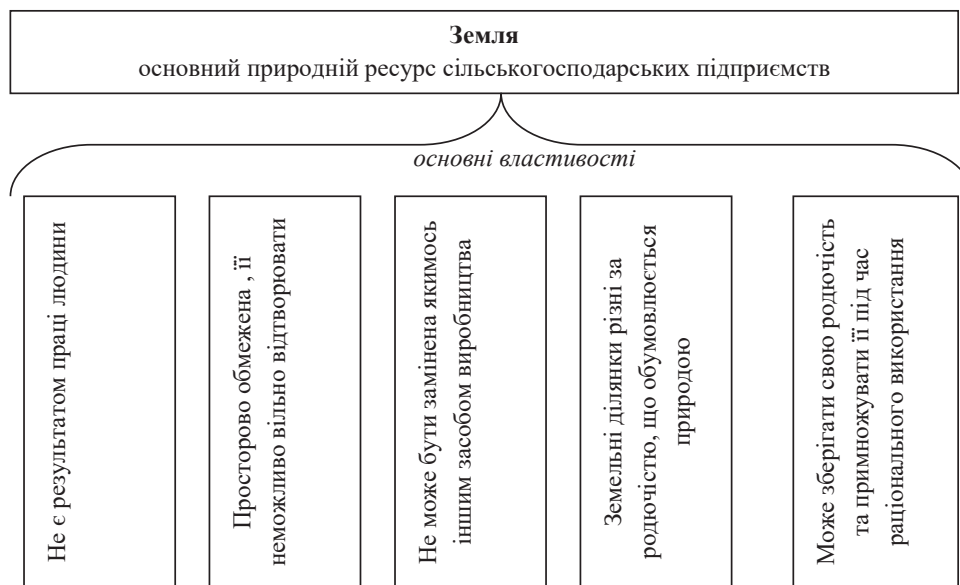 Земля
основний природній ресурс сільськогосподарських підприємств
основні властивості
Не є результатом праці людини
Просторово обмежена , її
неможливо вільно відтворювати
Не може бути замінена якимось
іншим засобом виробництва
Земельні ділянки різні за
родючістю, що обумовлюється
природою
Може зберігати свою родючість
та примножувати її під час
раціонального використання